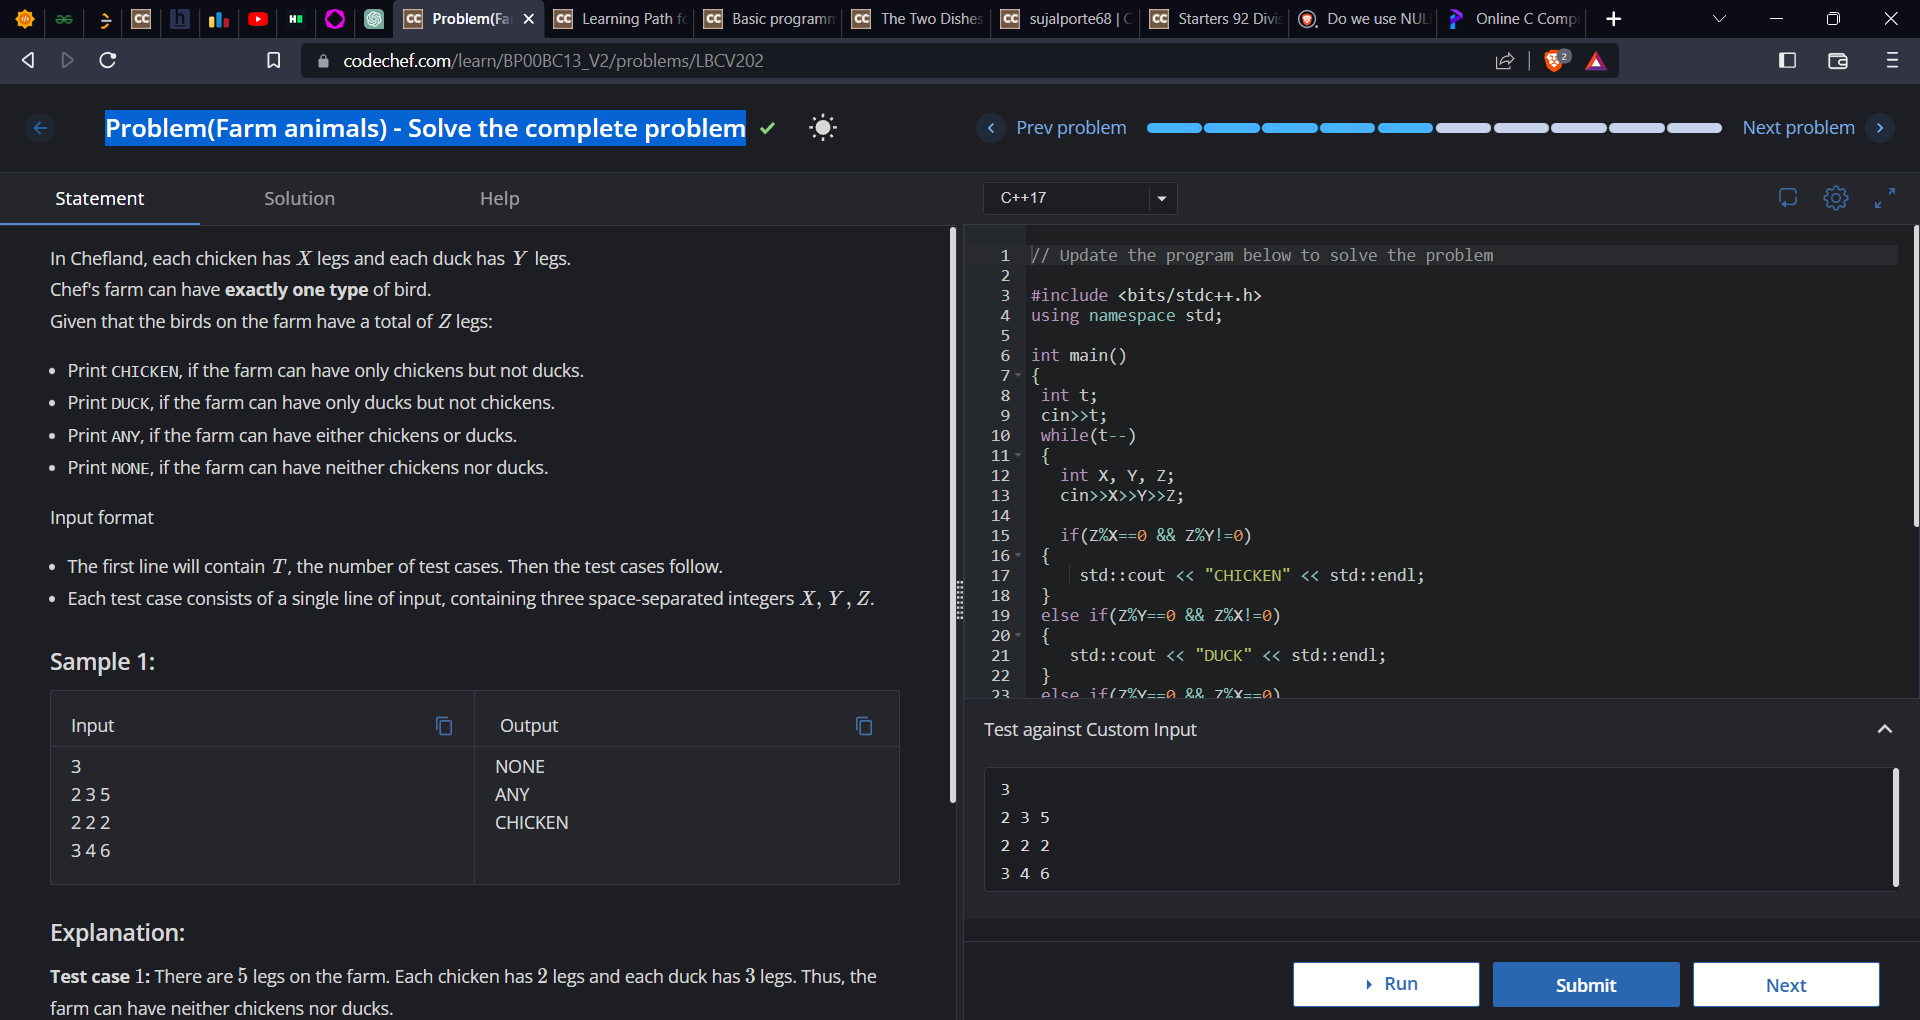 Problem(Fa
Learning Path fo
Basic programm
The Two Dishes
sujalporte68 | C
Starters 92 Divis
Do we use NUL
Online C Compi
codechef.com/learn/BP00BC13_V2/problems/LBCV202
Problem(Farm animals) - Solve the complete problem
Prev problem
Next problem
Statement
Solution
Help
C++17
In Chefland, each chicken has X legs and each duck has Y legs.
Chef's farm can have exactly one type of bird.
Given that the birds on the farm have a total of Z legs:
• Print CHICKEN, if the farm can have only chickens but not ducks.
• Print DUCK, if the farm can have only ducks but not chickens.
• Print ANY, if the farm can have either chickens or ducks.
• Print NONE, if the farm can have neither chickens nor ducks.
Input format
• The first line will contain T, the number of test cases. Then the test cases follow.
• Each test case consists of a single line of input, containing three space-separated integers X, Y, Z.
Sample 1:
Input
3
2 3 5
2 2 2
3 4 6
Output
NONE
ANY
CHICKEN
Explanation:
Test case 1: There are 5 legs on the farm. Each chicken has 2 legs and each duck has 3 legs. Thus, the
farm can have neither chickens nor ducks.
1 // Update the program below to solve the problem
2
3 #include <bits/stdc++.h>
4 using namespace std;
5
6 int main()
7 {
8 int t;
9 cin>>t;
10 while(t--)
11 {
12 int X, Y, Z;
13 cin>>X>>Y>>Z;
14
15 if(Z%X==0 && Z%Y!=0)
16 {
17 std::cout << "CHICKEN" << std::endl;
18 }
19 else if(Z%Y==0 && Z%X!=0)
20 {
21 std::cout << "DUCK" << std::endl;
22 }
23 else if(Z%Y==0 && Z%X==0)
Test against Custom Input
3
2 3 5
2 2 2
3 4 6
Run
Submit
Next